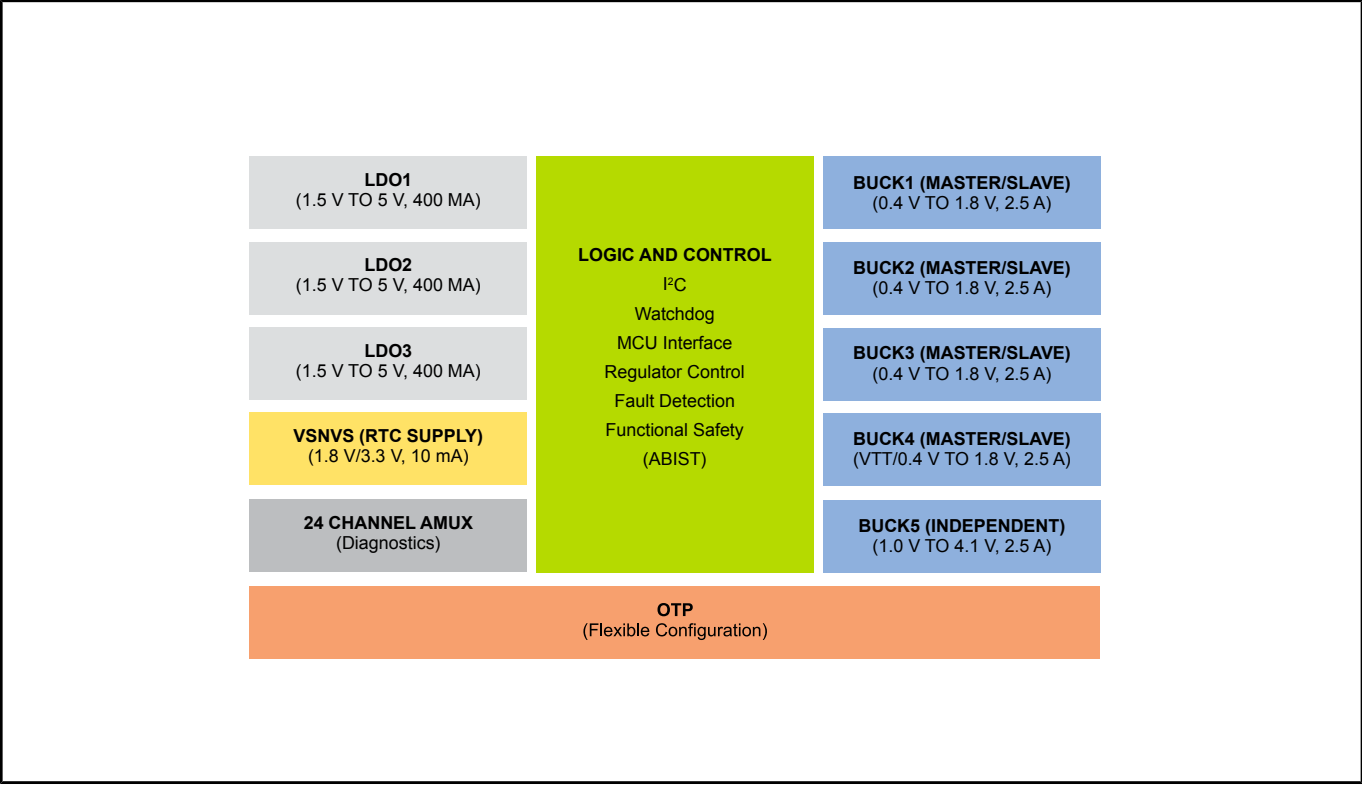 LDO1
(1.5 V TO 5 V, 400 MA)
LDO2
(1.5 V TO 5 V, 400 MA)
LDO3
(1.5 V TO 5 V, 400 MA)
VSNVS (RTC SUPPLY)
(1.8 V/3.3 V, 10 mA)
24 CHANNEL AMUX
(Diagnostics)
LOGIC AND CONTROL
I²C
Watchdog
MCU Interface
Regulator Control
Fault Detection
Functional Safety
(ABIST)
BUCK1 (MASTER/SLAVE)
(0.4 V TO 1.8 V, 2.5 A)
BUCK2 (MASTER/SLAVE)
(0.4 V TO 1.8 V, 2.5 A)
BUCK3 (MASTER/SLAVE)
(0.4 V TO 1.8 V, 2.5 A)
BUCK4 (MASTER/SLAVE)
(VTT/0.4 V TO 1.8 V, 2.5 A)
BUCK5 (INDEPENDENT)
(1.0 V TO 4.1 V, 2.5 A)
OTP
(Flexible Configuration)